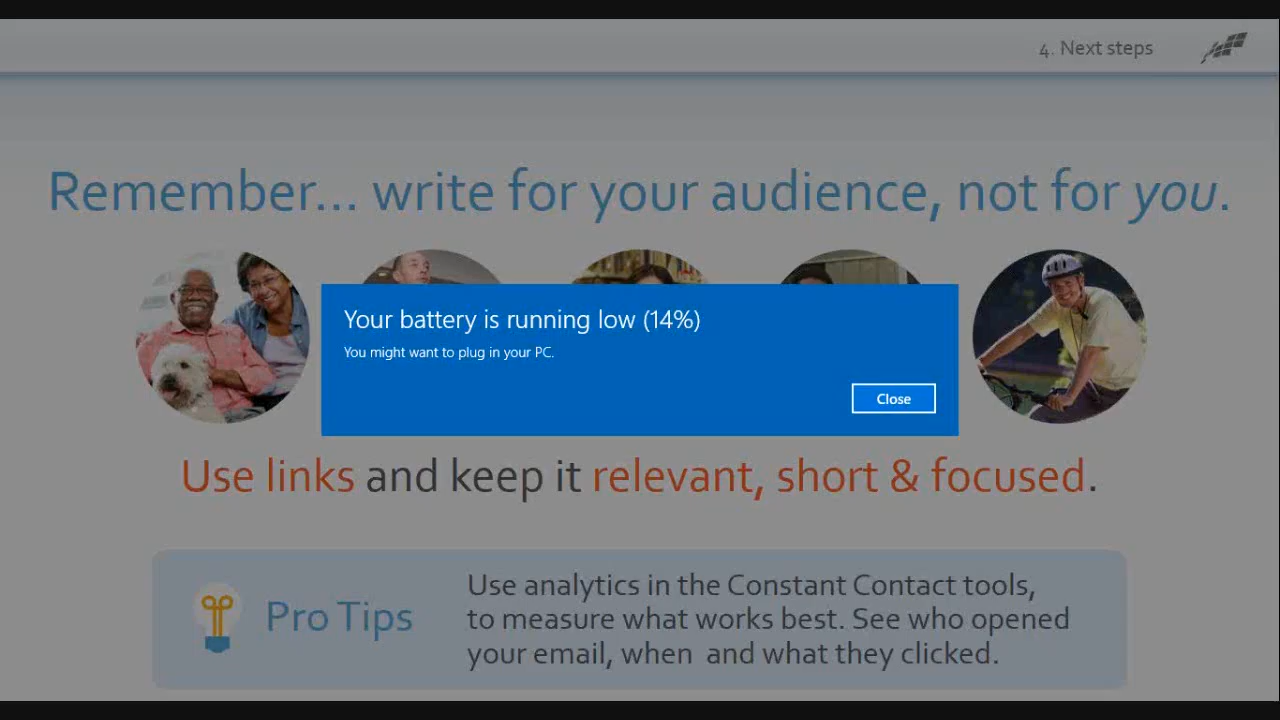 4. Next steps
Remember... write for your audience, not for you.
Your battery is running low (14%)
You might want to plug in your PC.
Close
Use links and keep it relevant, short & focused.
Pro Tips
Use analytics in the Constant Contact tools,
to measure what works best. See who opened
your email, when and what they clicked.